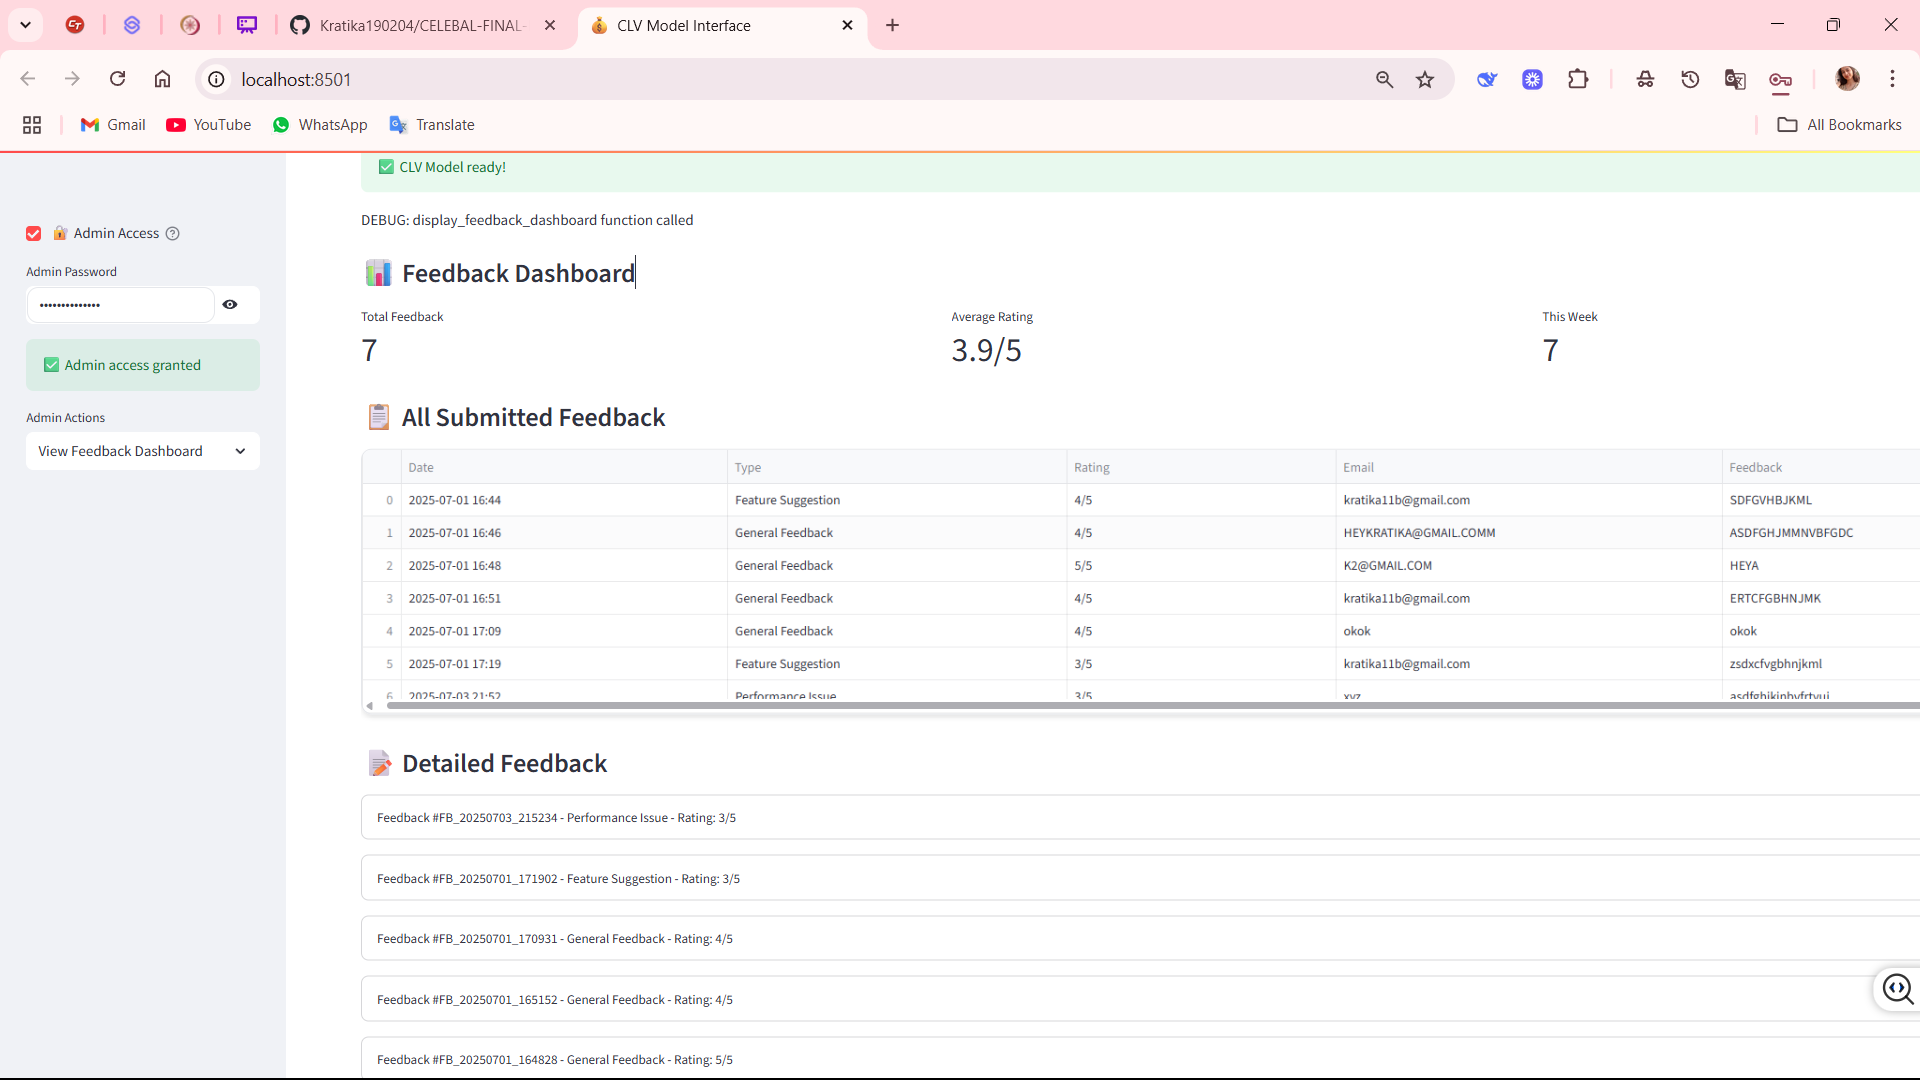 Kratika190204/CELEBAL-FINAL-
CLV Model Interface
localhost:8501
Gmail
YouTube
WhatsApp
Translate
All Bookmarks
Admin Access
Admin Password
Admin access granted
Admin Actions
View Feedback Dashboard
CLV Model ready!
DEBUG: display_feedback_dashboard function called
Feedback Dashboard
Total Feedback Average Rating This Week
7 3.9/5 7
All Submitted Feedback
Date Type Rating Email Feedback
0 2025-07-01 16:44 Feature Suggestion 4/5 kratika11b@gmail.com SDFGVHBJKML
1 2025-07-01 16:46 General Feedback 4/5 HEYKRATIKA@GMAIL.COMM ASDFGHJMMNVBFGDC
2 2025-07-01 16:48 General Feedback 5/5 K2@GMAIL.COM HEYA
3 2025-07-01 16:51 General Feedback 4/5 kratika11b@gmail.com ERTCFGBHNJMK
4 2025-07-01 17:09 General Feedback 4/5 okok okok
5 2025-07-01 17:19 Feature Suggestion 3/5 kratika11b@gmail.com zsdxcfvgbhnjkml
6 2025-07-03 21:52 Performance Issue 3/5 xyz
Detailed Feedback
Feedback #FB_20250703_215234 - Performance Issue - Rating: 3/5
Feedback #FB_20250701_171902 - Feature Suggestion - Rating: 3/5
Feedback #FB_20250701_170931 - General Feedback - Rating: 4/5
Feedback #FB_20250701_165152 - General Feedback - Rating: 4/5
Feedback #FB_20250701_164828 - General Feedback - Rating: 5/5